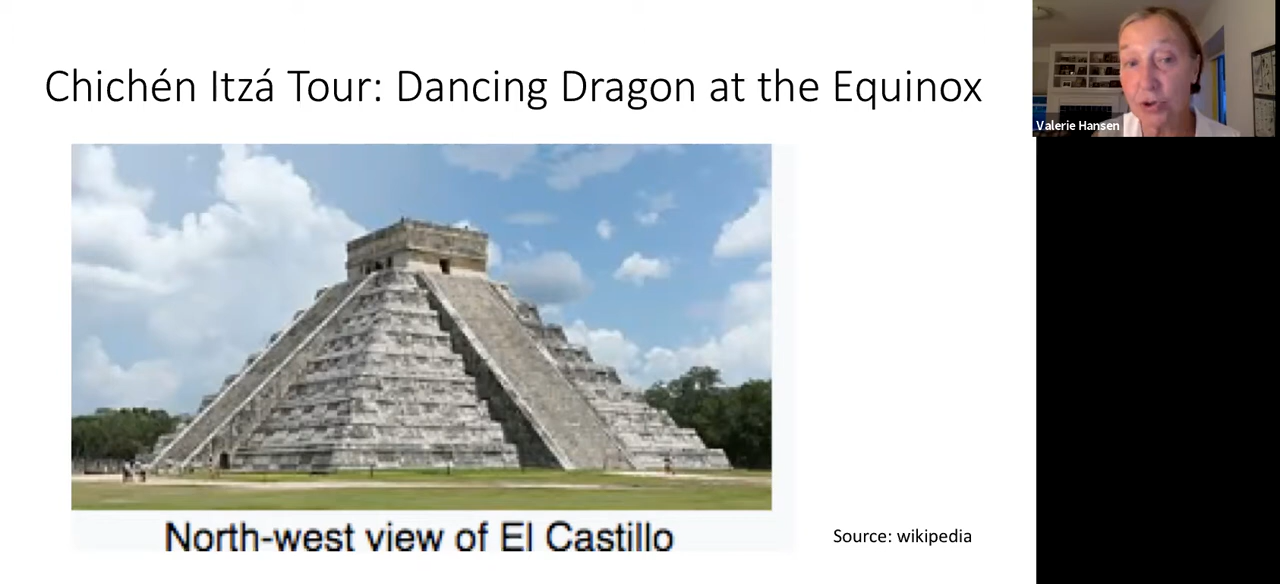 Chichén Itzá Tour: Dancing Dragon at the Equinox
Valerie Hansen
North-west view of El Castillo
Source: wikipedia